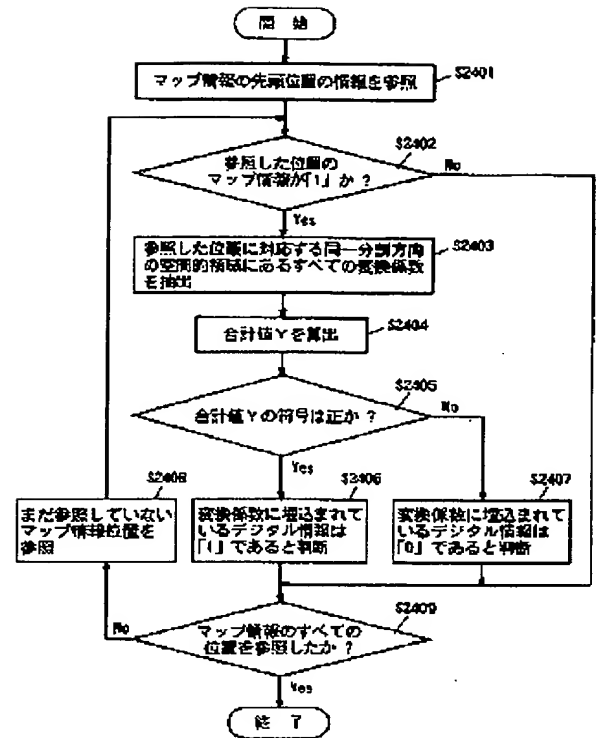 開 始
マップ情報の先頭位置の情報を参照
S2401
S2402
参照した位置の
マップ情報が「1」か？
No
Yes
参照した位置に対応する同一分割方向
の空間的領域にあるすべての変換係数
を抽出
S2403
合計値Yを算出
S2404
S2405
合計値Yの符号は正か？
No
Yes
S2408
まだ参照していない
マップ情報位置を
参照
S2406
変換係数に埋込まれて
いるデジタル情報は
「1」であると判断
S2407
変換係数に埋込まれて
いるデジタル情報は
「0」であると判断
S2409
マップ情報のすべての
位置を参照したか？
No
Yes
終 了